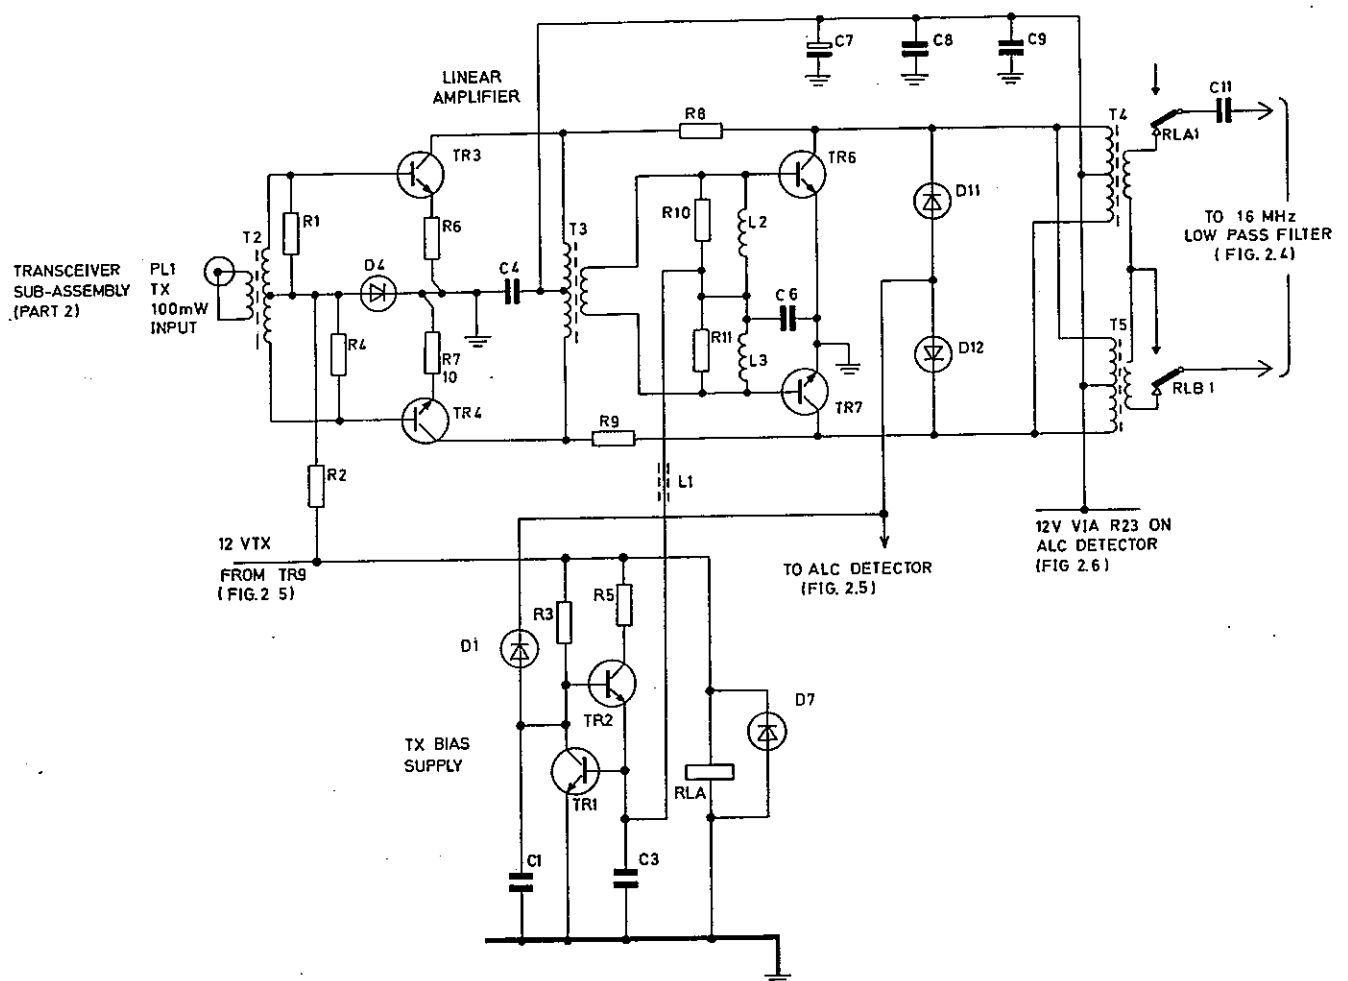 C7
C8
C9
LINEAR
AMPLIFIER
C11
T4
R8
RLA1
TR3
TR6
D11
R1
R10
L2
R6
T3
T2
TO 16 MHz
LOW PASS FILTER
(FIG. 2.4)
D4
C4
TRANSCEIVER
SUB-ASSEMBLY
(PART 2)
PL1
TX
100mW
INPUT
C6
R11
T5
R4
R7
10
L3
D12
RLB1
TR4
TR7
R9
R2
L1
12 VTX
FROM TR9
(FIG. 2 5)
12V VIA R23 ON
ALC DETECTOR
(FIG 2.6)
TO ALC DETECTOR
(FIG. 2.5)
R3
R5
D1
TR2
D7
TX BIAS
SUPPLY
TR1
RLA
C1
C3